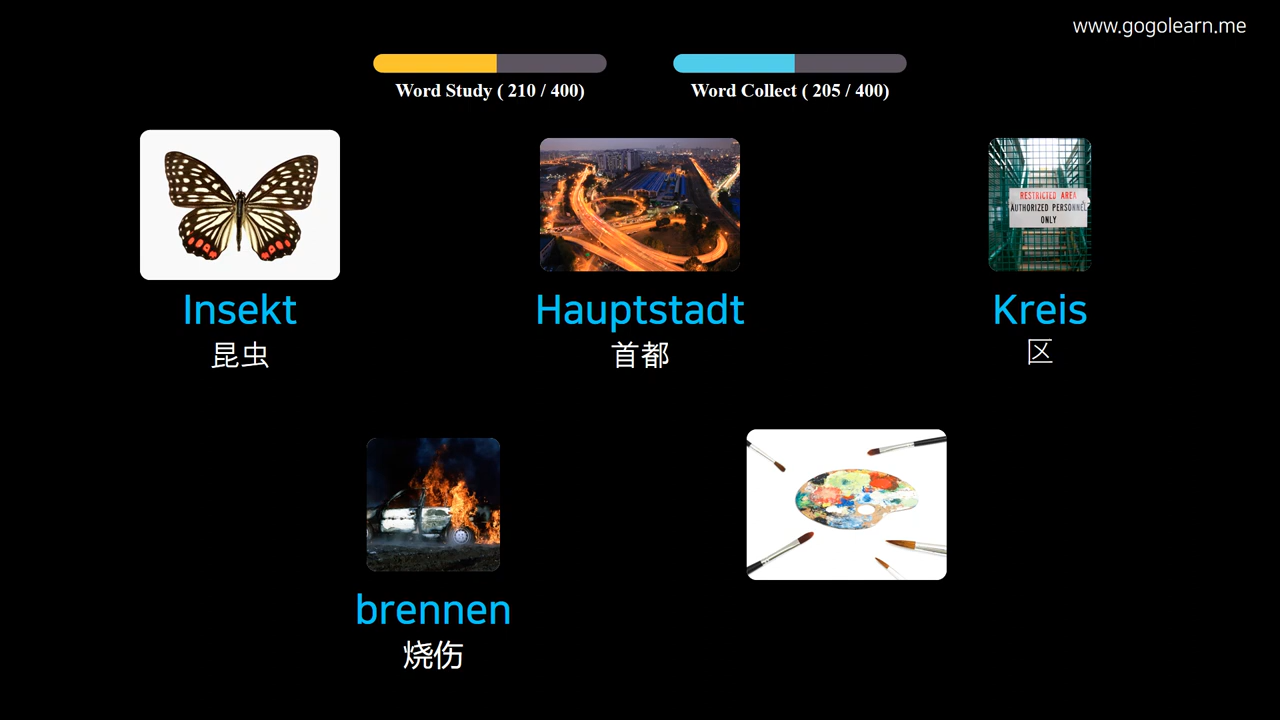 www.gogolearn.me
Word Study ( 210 / 400)
Word Collect ( 205 / 400)
RESTRICTED AREA
AUTHORIZED PERSONNEL
ONLY
Insekt
昆虫
Hauptstadt
首都
Kreis
区
brennen
烧伤